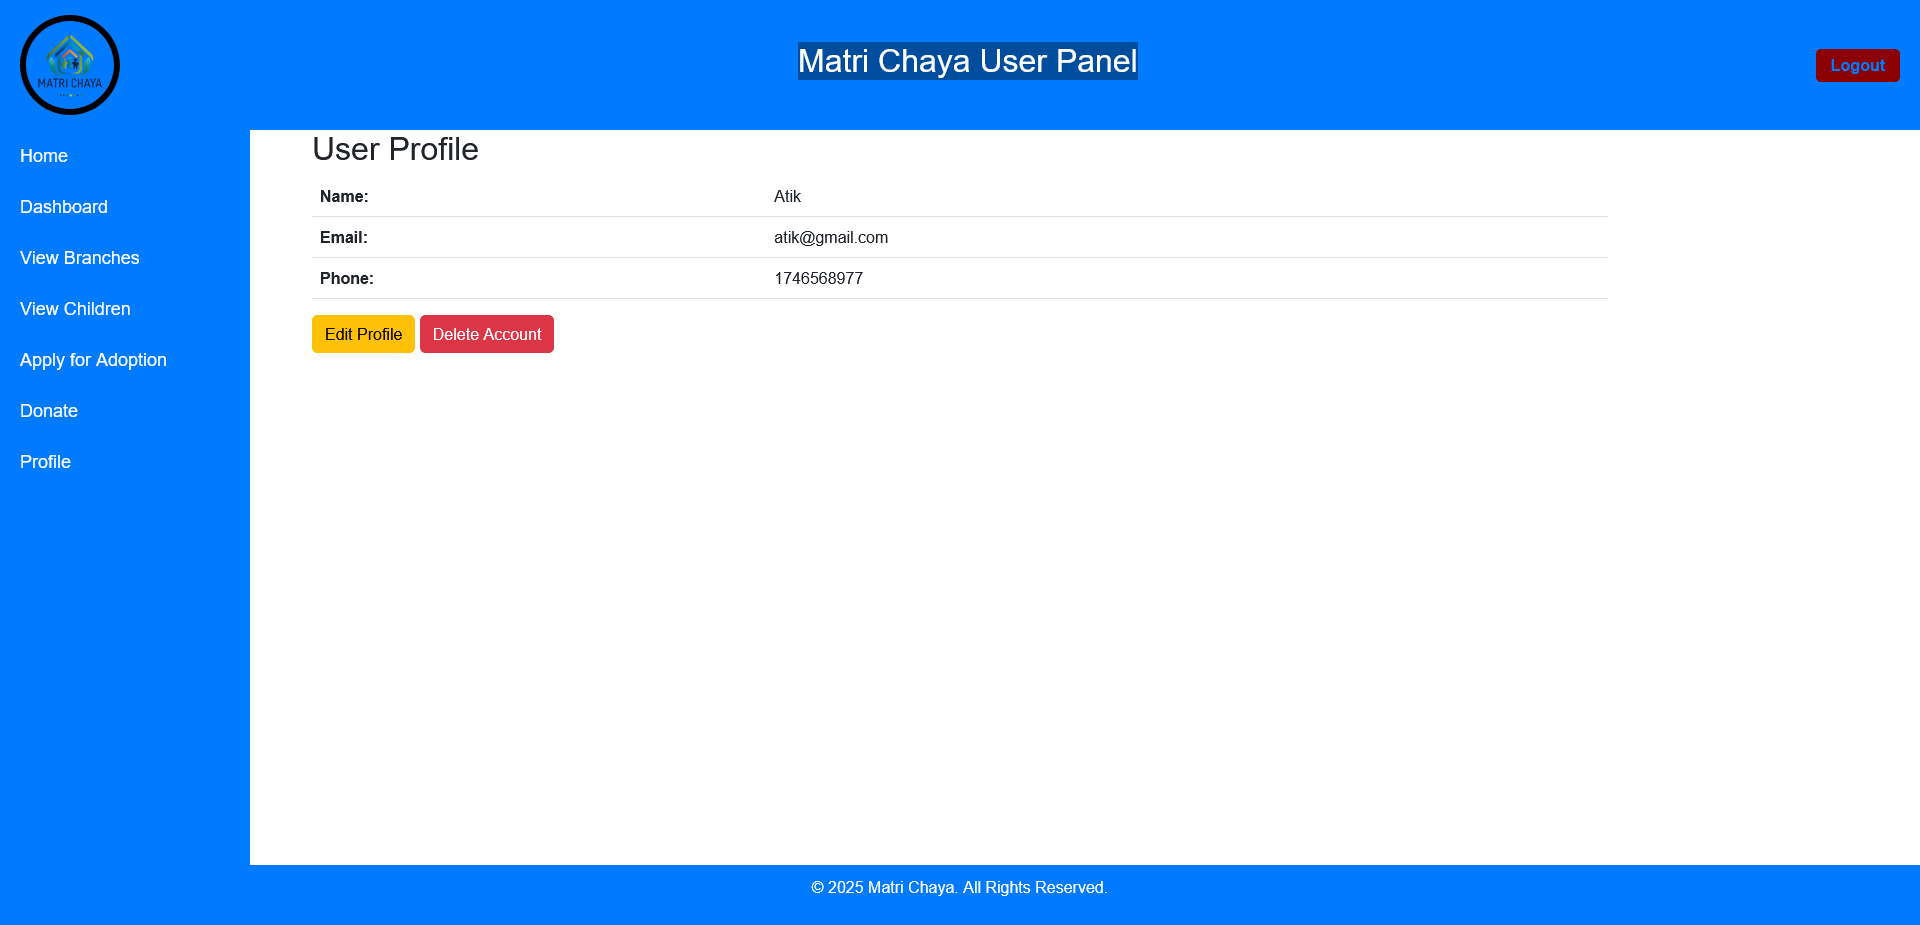 MATRI CHAYA
Matri Chaya User Panel
Logout
Home
Dashboard
View Branches
View Children
Apply for Adoption
Donate
Profile
User Profile
Name: Atik
Email: atik@gmail.com
Phone: 1746568977
Edit Profile Delete Account
© 2025 Matri Chaya. All Rights Reserved.